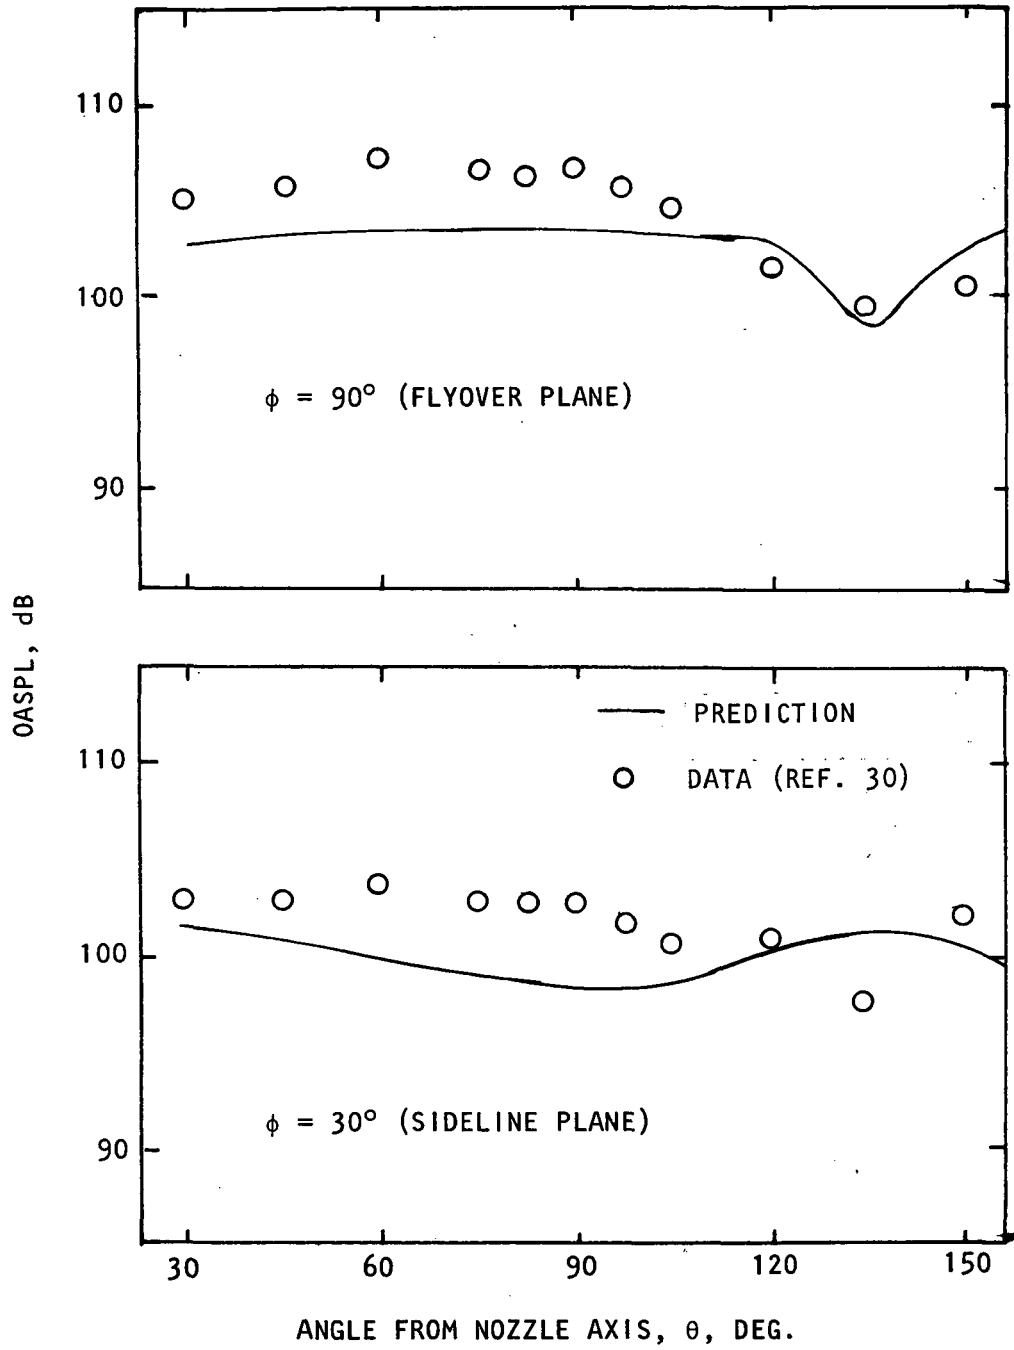 110
100
90
ϕ = 90° (FLYOVER PLANE)
OASPL, dB
PREDICTION
DATA (REF. 30)
110
100
90
ϕ = 30° (SIDELINE PLANE)
30 60 90 120 150
ANGLE FROM NOZZLE AXIS, θ, DEG.